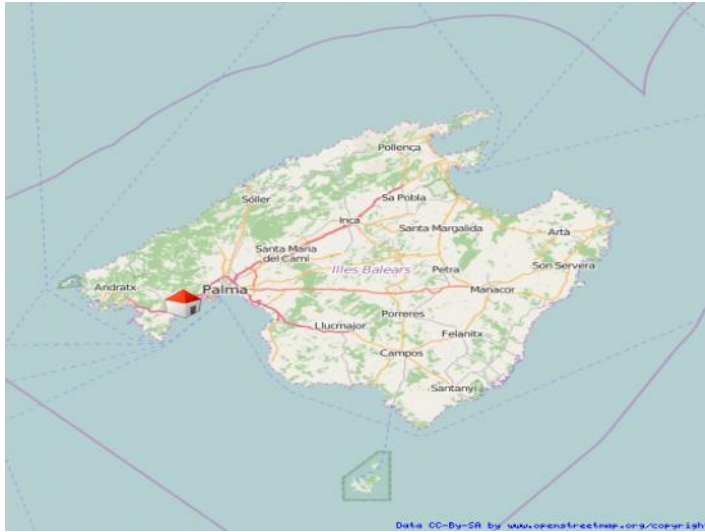 Pollença
Sa Pobla
Sóller
Inca
Santa Margalida
Artà
Santa Maria
del Camí
Illes Balears
Petra
Son Servera
Andratx
Palma
Manacor
Porreres
Llucmajor
Felanitx
Campos
Santanyí
Data CC-By-SA by www.openstreetmap.org/copyrigh